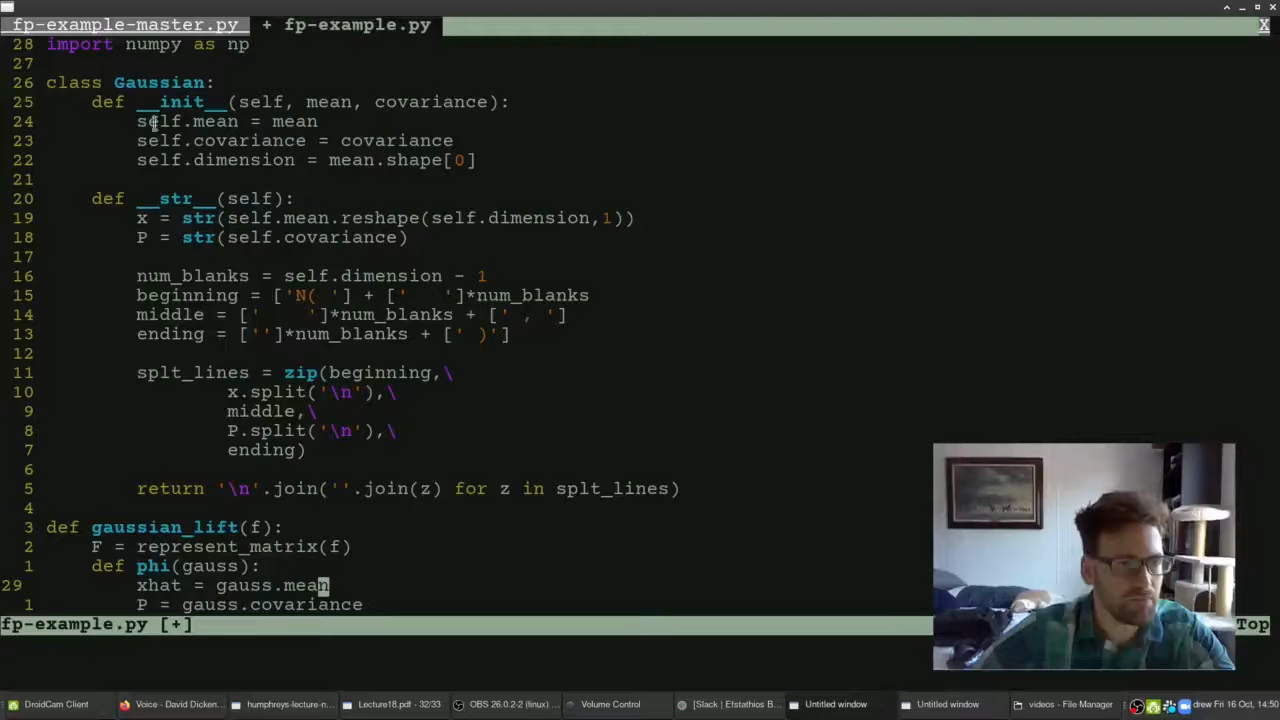 fp-example-master.py + fp-example.py X
28 import numpy as np
27
26 class Gaussian:
25 def __init__(self, mean, covariance):
24 self.mean = mean
23 self.covariance = covariance
22 self.dimension = mean.shape[0]
21
20 def __str__(self):
19 x = str(self.mean.reshape(self.dimension,1))
18 P = str(self.covariance)
17
16 num_blanks = self.dimension - 1
15 beginning = ['N( '] + ['   ']*num_blanks
14 middle = ['   ']*num_blanks + [' , ']
13 ending = ['']*num_blanks + [' )']
12
11 splt_lines = zip(beginning,\
10 x.split('\n'),\
9 middle,\
8 P.split('\n'),\
7 ending)
6
5 return '\n'.join(''.join(z) for z in splt_lines)
4
3 def gaussian_lift(f):
2 F = represent_matrix(f)
1 def phi(gauss):
29 xhat = gauss.mean
1 P = gauss.covariance
fp-example.py [+] Top
DroidCam Client Voice - David Dicken... humphreys-lecture-n... Lecture18.pdf - 32/33 OBS 26.0.2-2 (linux) ... Volume Control [Slack | Efstathios B... Untitled window Untitled window videos - File Manager drew Fri 16 Oct, 14:50